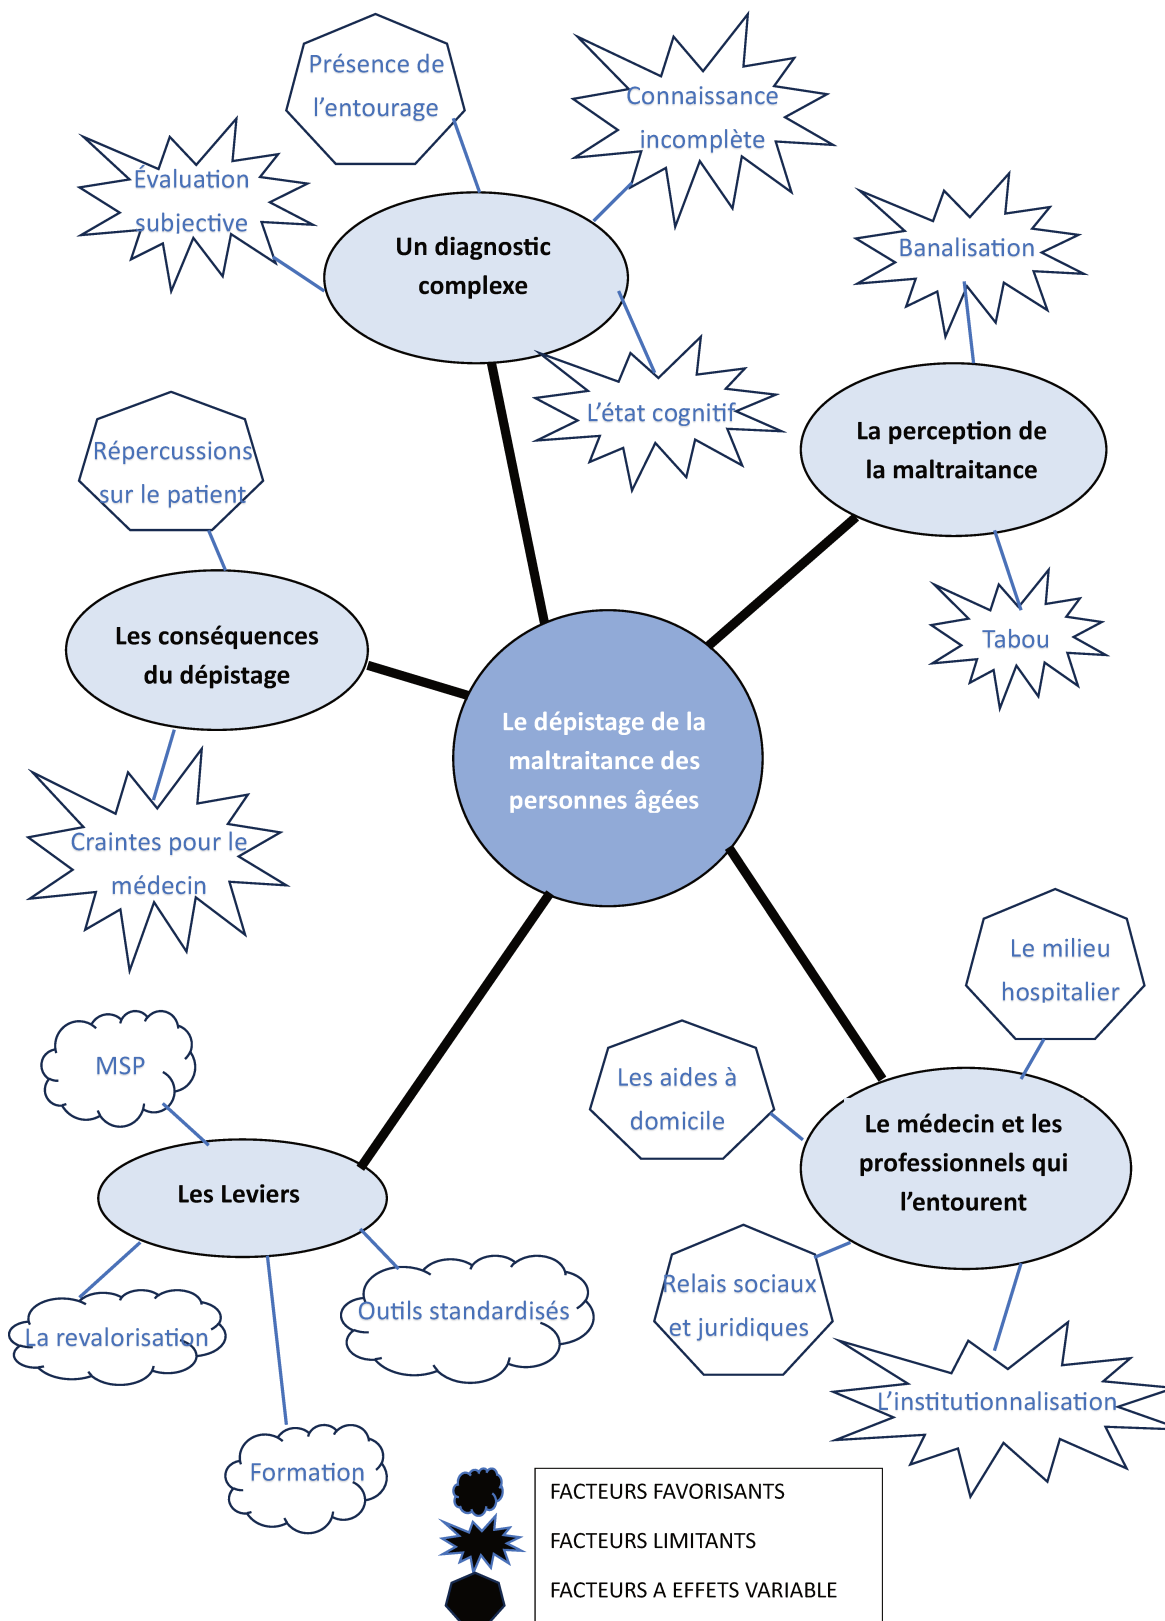 Présence de
l’entourage
Connaissance
incomplète
Évaluation
subjective
Un diagnostic
complexe
Banalisation
L’état cognitif
La perception de
la maltraitance
Répercussions
sur le patient
Tabou
Les conséquences
du dépistage
Le dépistage de la
maltraitance des
personnes âgées
Craintes pour le
médecin
Le milieu
hospitalier
MSP
Les aides à
domicile
Le médecin et les
professionnels qui
l’entourent
Les Leviers
Relais sociaux
et juridiques
Outils standardisés
La revalorisation
L’institutionnalisation
Formation
FACTEURS FAVORISANTS
FACTEURS LIMITANTS
FACTEURS A EFFETS VARIABLE